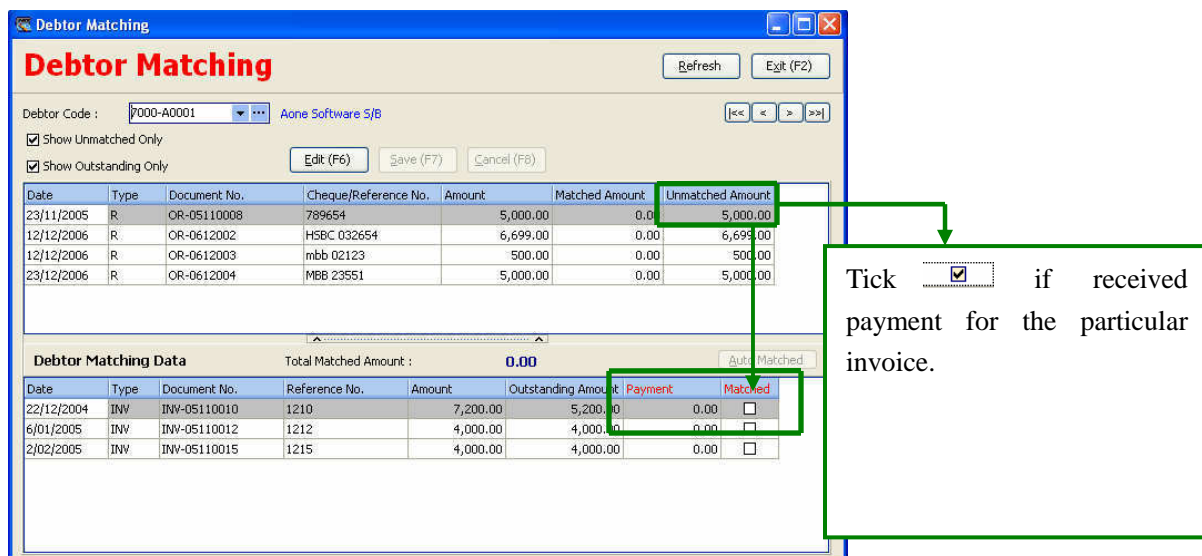 Debtor Matching
Debtor Matching
Refresh Exit (F2)
Debtor Code : 7000-A0001 Aone Software S/B |<< < > >>|
Show Unmatched Only
Show Outstanding Only
Edit (F6) Save (F7) Cancel (F8)
Date Type Document No. Cheque/Reference No. Amount Matched Amount Unmatched Amount
23/11/2005 R OR-05110008 789654 5,000.00 0.00 5,000.00
12/12/2006 R OR-0612002 HSBC 032654 6,699.00 0.00 6,699.00
12/12/2006 R OR-0612003 mbb 02123 500.00 0.00 500.00
23/12/2006 R OR-0612004 MBB 23551 5,000.00 0.00 5,000.00
Tick if received
payment for the particular
invoice.
Debtor Matching Data Total Matched Amount : 0.00 Auto Matched
Date Type Document No. Reference No. Amount Outstanding Amount Payment Matched
22/12/2004 INV INV-05110010 1210 7,200.00 5,200.00 0.00
6/01/2005 INV INV-05110012 1212 4,000.00 4,000.00 0.00
2/02/2005 INV INV-05110015 1215 4,000.00 4,000.00 0.00